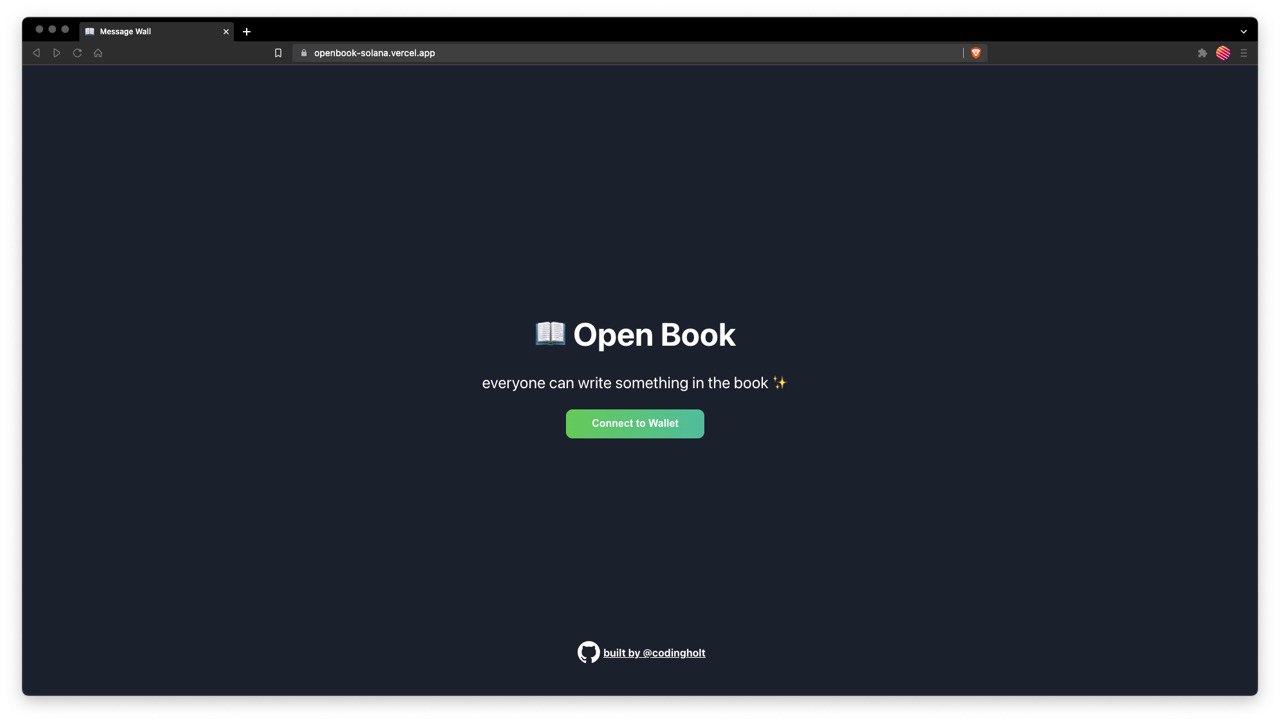 Message Wall
openbook-solana.vercel.app
📖 Open Book
everyone can write something in the book ✨
Connect to Wallet
built by @codingholt